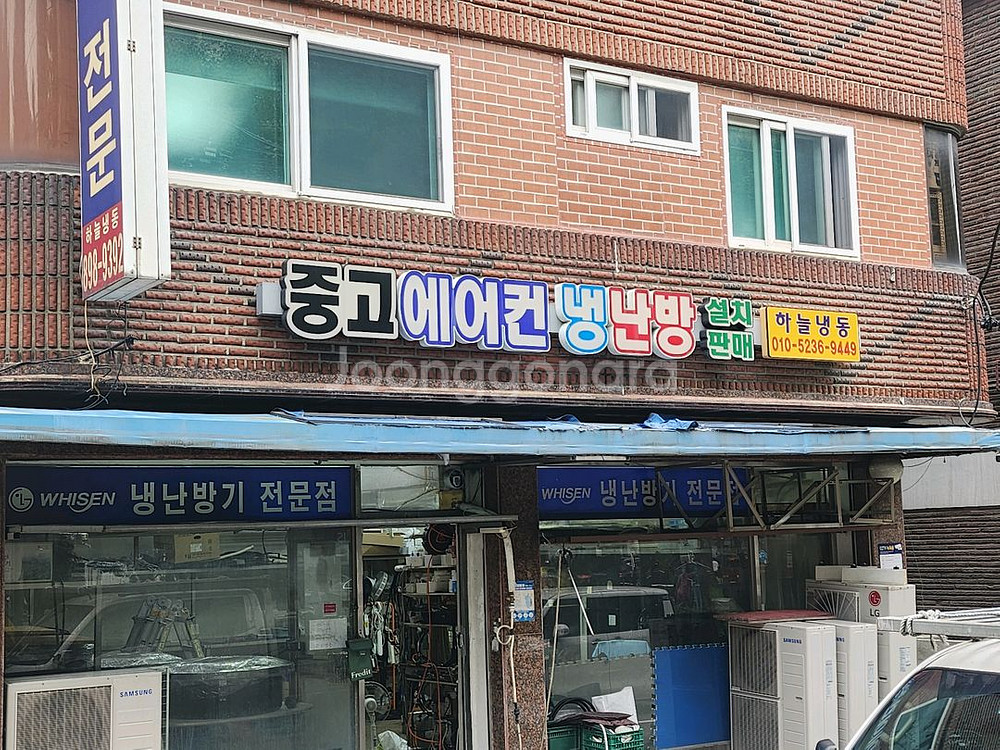 전문
하늘냉동
898-9392
중고에어컨 냉난방 설치 판매
하늘냉동
010-5236-9449
Joonggonara
LG WHISEN 냉난방기 전문점
WHISEN 냉난방기 전문점
SAMSUNG
Fredit
LG
SAMSUNG